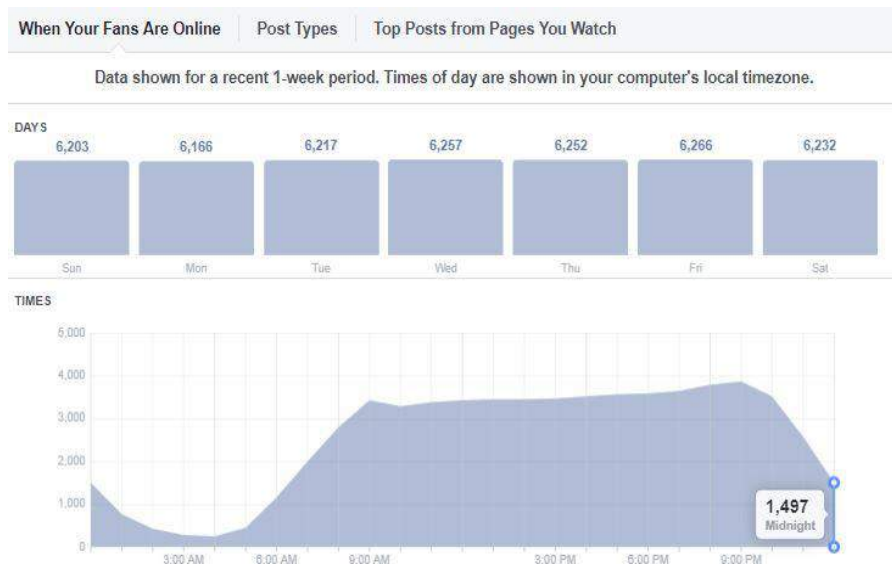 When Your Fans Are Online Post Types Top Posts from Pages You Watch
Data shown for a recent 1-week period. Times of day are shown in your computer's local timezone.
DAYS
6,203 6,166 6,217 6,257 6,252 6,266 6,232
Sun Mon Tue Wed Thu Fri Sat
TIMES
5,000
4,000
3,000
2,000
1,000
0
1,497
Midnight
3:00 AM 6:00 AM 9:00 AM 3:00 PM 6:00 PM 9:00 PM